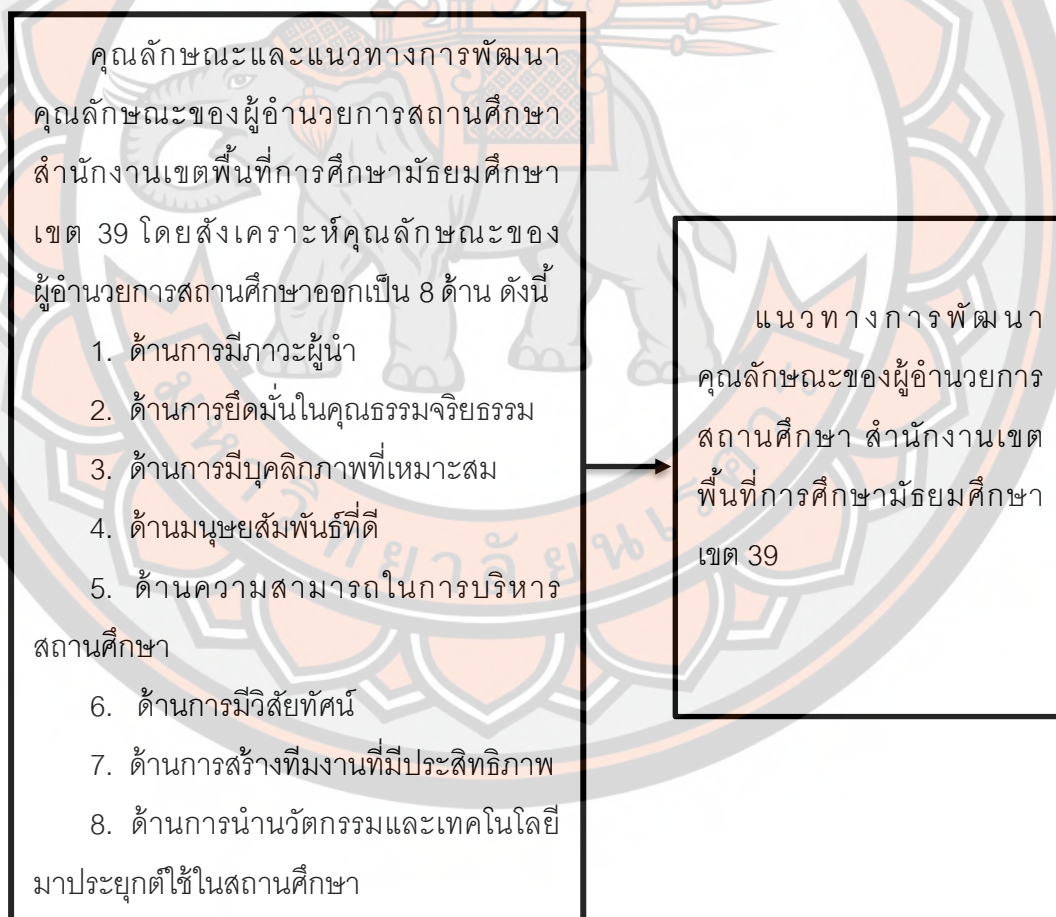 คุณลักษณะและแนวทางการพัฒนา
คุณลักษณะของผู้อำนวยการสถานศึกษา
สำนักงานเขตพื้นที่การศึกษามัธยมศึกษา
เขต 39 โดยสังเคราะห์คุณลักษณะของ
ผู้อำนวยการสถานศึกษาออกเป็น 8 ด้าน ดังนี้
1. ด้านการมีภาวะผู้นำ
2. ด้านการยึดมั่นในคุณธรรมจริยธรรม
3. ด้านการมีบุคลิกภาพที่เหมาะสม
4. ด้านมนุษยสัมพันธ์ที่ดี
5. ด้านความสามารถในการบริหาร
สถานศึกษา
6. ด้านการมีวิสัยทัศน์
7. ด้านการสร้างทีมงานที่มีประสิทธิภาพ
8. ด้านการนำนวัตกรรมและเทคโนโลยี
มาประยุกต์ใช้ในสถานศึกษา
แนวทางการพัฒนา
คุณลักษณะของผู้อำนวยการ
สถานศึกษา สำนักงานเขต
พื้นที่การศึกษามัธยมศึกษา
เขต 39
มหาวิทยาลัยนเรศวร